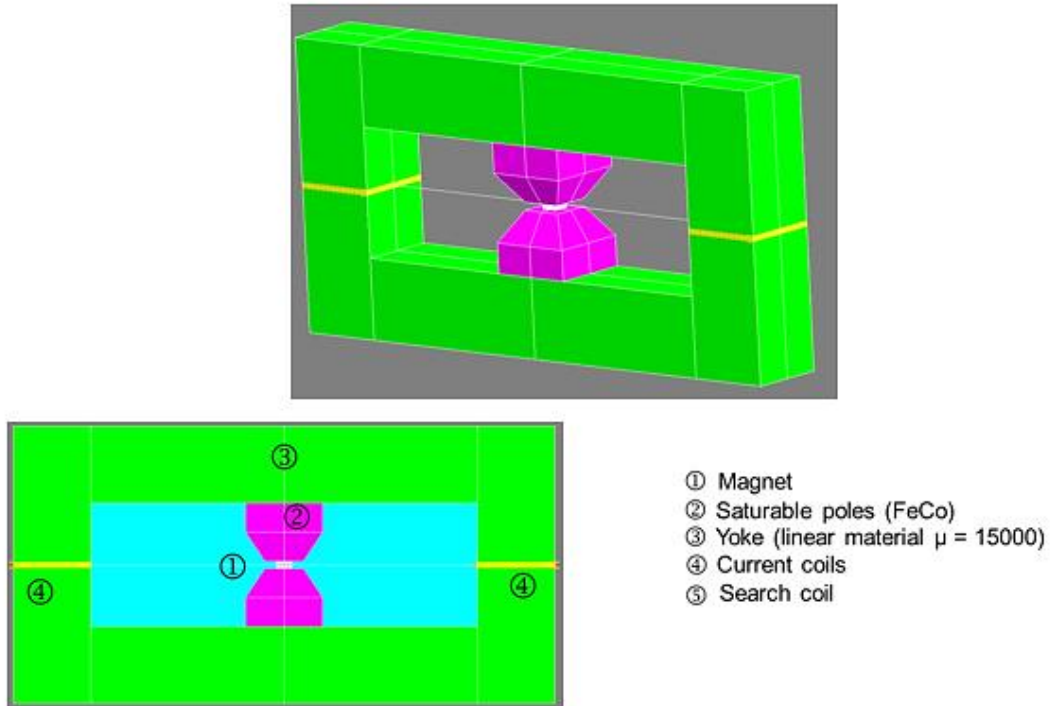 ③
②
①
④
④
① Magnet
② Saturable poles (FeCo)
③ Yoke (linear material μ = 15000)
④ Current coils
⑤ Search coil